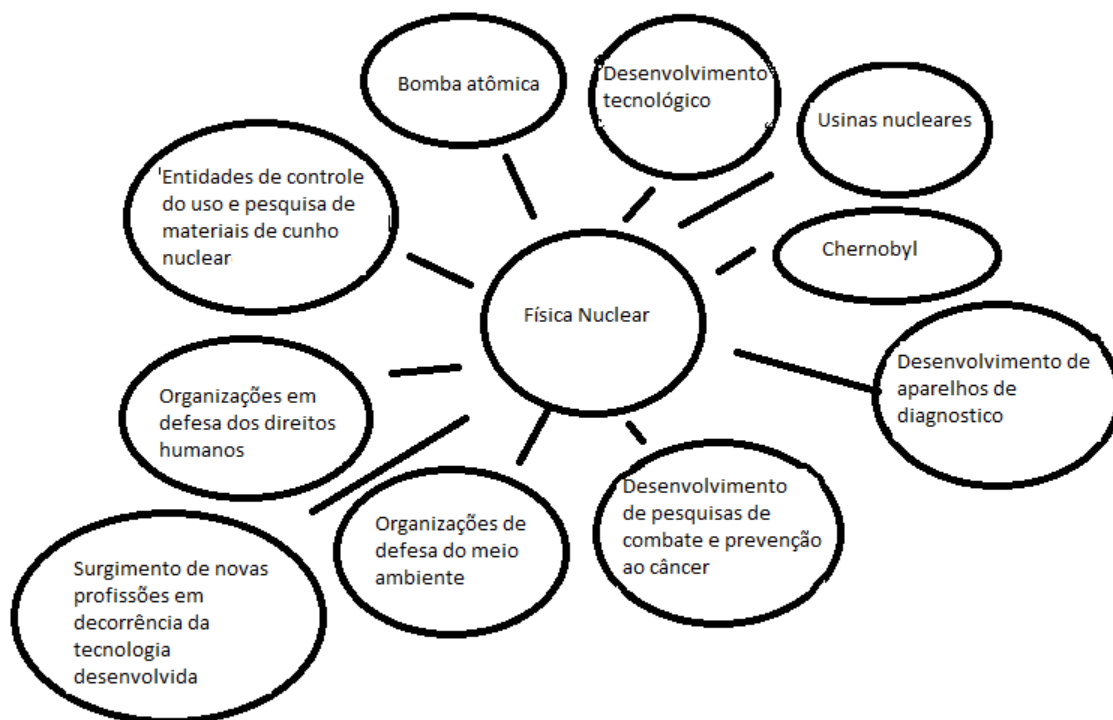 Bomba atômica
Desenvolvimento
tecnológico
Usinas nucleares
Entidades de controle
do uso e pesquisa de
materiais de cunho
nuclear
Chernobyl
Física Nuclear
Desenvolvimento de
aparelhos de
diagnostico
Organizações em
defesa dos direitos
humanos
Desenvolvimento
de pesquisas de
combate e prevenção
ao câncer
Organizações de
defesa do meio
ambiente
Surgimento de novas
profissões em
decorrência da
tecnologia
desenvolvida